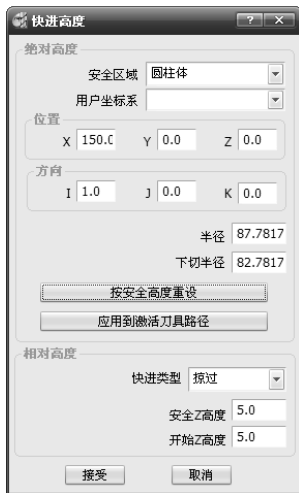 快进高度
绝对高度
安全区域 圆柱体
用户坐标系
位置
X 150.0 Y 0.0 Z 0.0
方向
I 1.0 J 0.0 K 0.0
半径 87.7817
下切半径 82.7817
按安全高度重设
应用到激活刀具路径
相对高度
快进类型 掠过
安全Z高度 5.0
开始Z高度 5.0
接受 取消